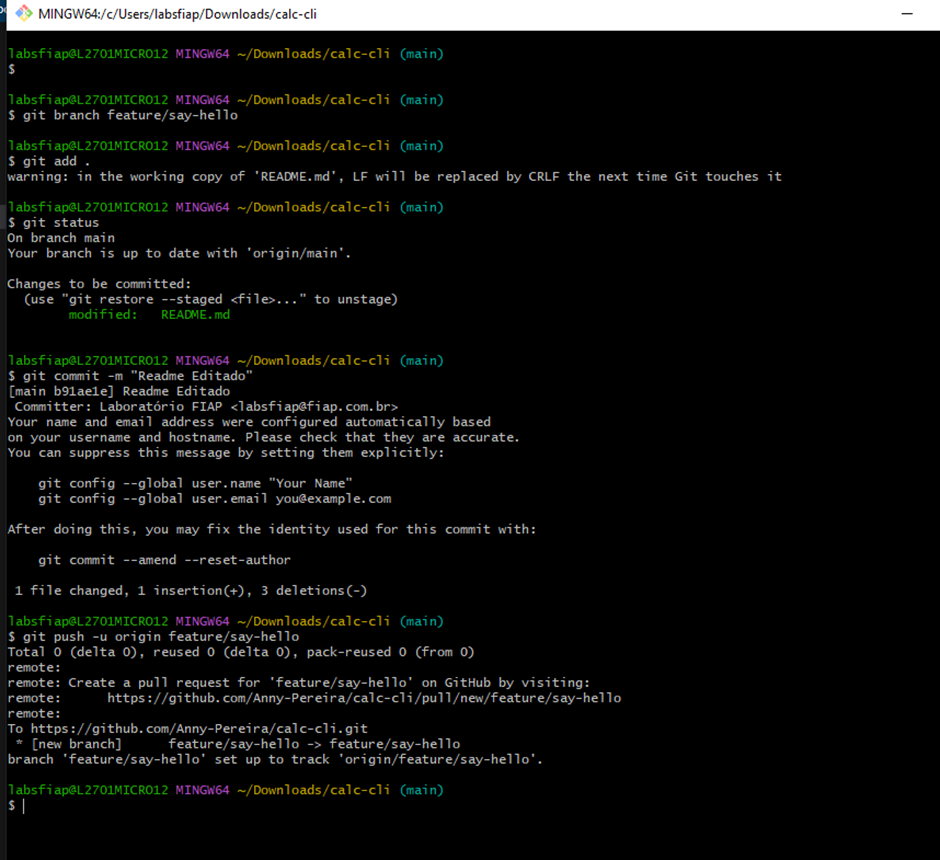 MINGW64:/c/Users/labsfiap/Downloads/calc-cli
labsfiap@L2701MICRO12 MINGW64 ~/Downloads/calc-cli (main)
$
labsfiap@L2701MICRO12 MINGW64 ~/Downloads/calc-cli (main)
$ git branch feature/say-hello
labsfiap@L2701MICRO12 MINGW64 ~/Downloads/calc-cli (main)
$ git add .
warning: in the working copy of 'README.md', LF will be replaced by CRLF the next time Git touches it
labsfiap@L2701MICRO12 MINGW64 ~/Downloads/calc-cli (main)
$ git status
On branch main
Your branch is up to date with 'origin/main'.
Changes to be committed:
  (use "git restore --staged <file>..." to unstage)
        modified:   README.md
labsfiap@L2701MICRO12 MINGW64 ~/Downloads/calc-cli (main)
$ git commit -m "Readme Editado"
[main b91ae1e] Readme Editado
 Committer: Laboratório FIAP <labsfiap@fiap.com.br>
Your name and email address were configured automatically based
on your username and hostname. Please check that they are accurate.
You can suppress this message by setting them explicitly:
    git config --global user.name "Your Name"
    git config --global user.email you@example.com
After doing this, you may fix the identity used for this commit with:
    git commit --amend --reset-author
 1 file changed, 1 insertion(+), 3 deletions(-)
labsfiap@L2701MICRO12 MINGW64 ~/Downloads/calc-cli (main)
$ git push -u origin feature/say-hello
Total 0 (delta 0), reused 0 (delta 0), pack-reused 0 (from 0)
remote:
remote: Create a pull request for 'feature/say-hello' on GitHub by visiting:
remote:      https://github.com/Anny-Pereira/calc-cli/pull/new/feature/say-hello
remote:
To https://github.com/Anny-Pereira/calc-cli.git
 * [new branch]      feature/say-hello -> feature/say-hello
branch 'feature/say-hello' set up to track 'origin/feature/say-hello'.
labsfiap@L2701MICRO12 MINGW64 ~/Downloads/calc-cli (main)
$